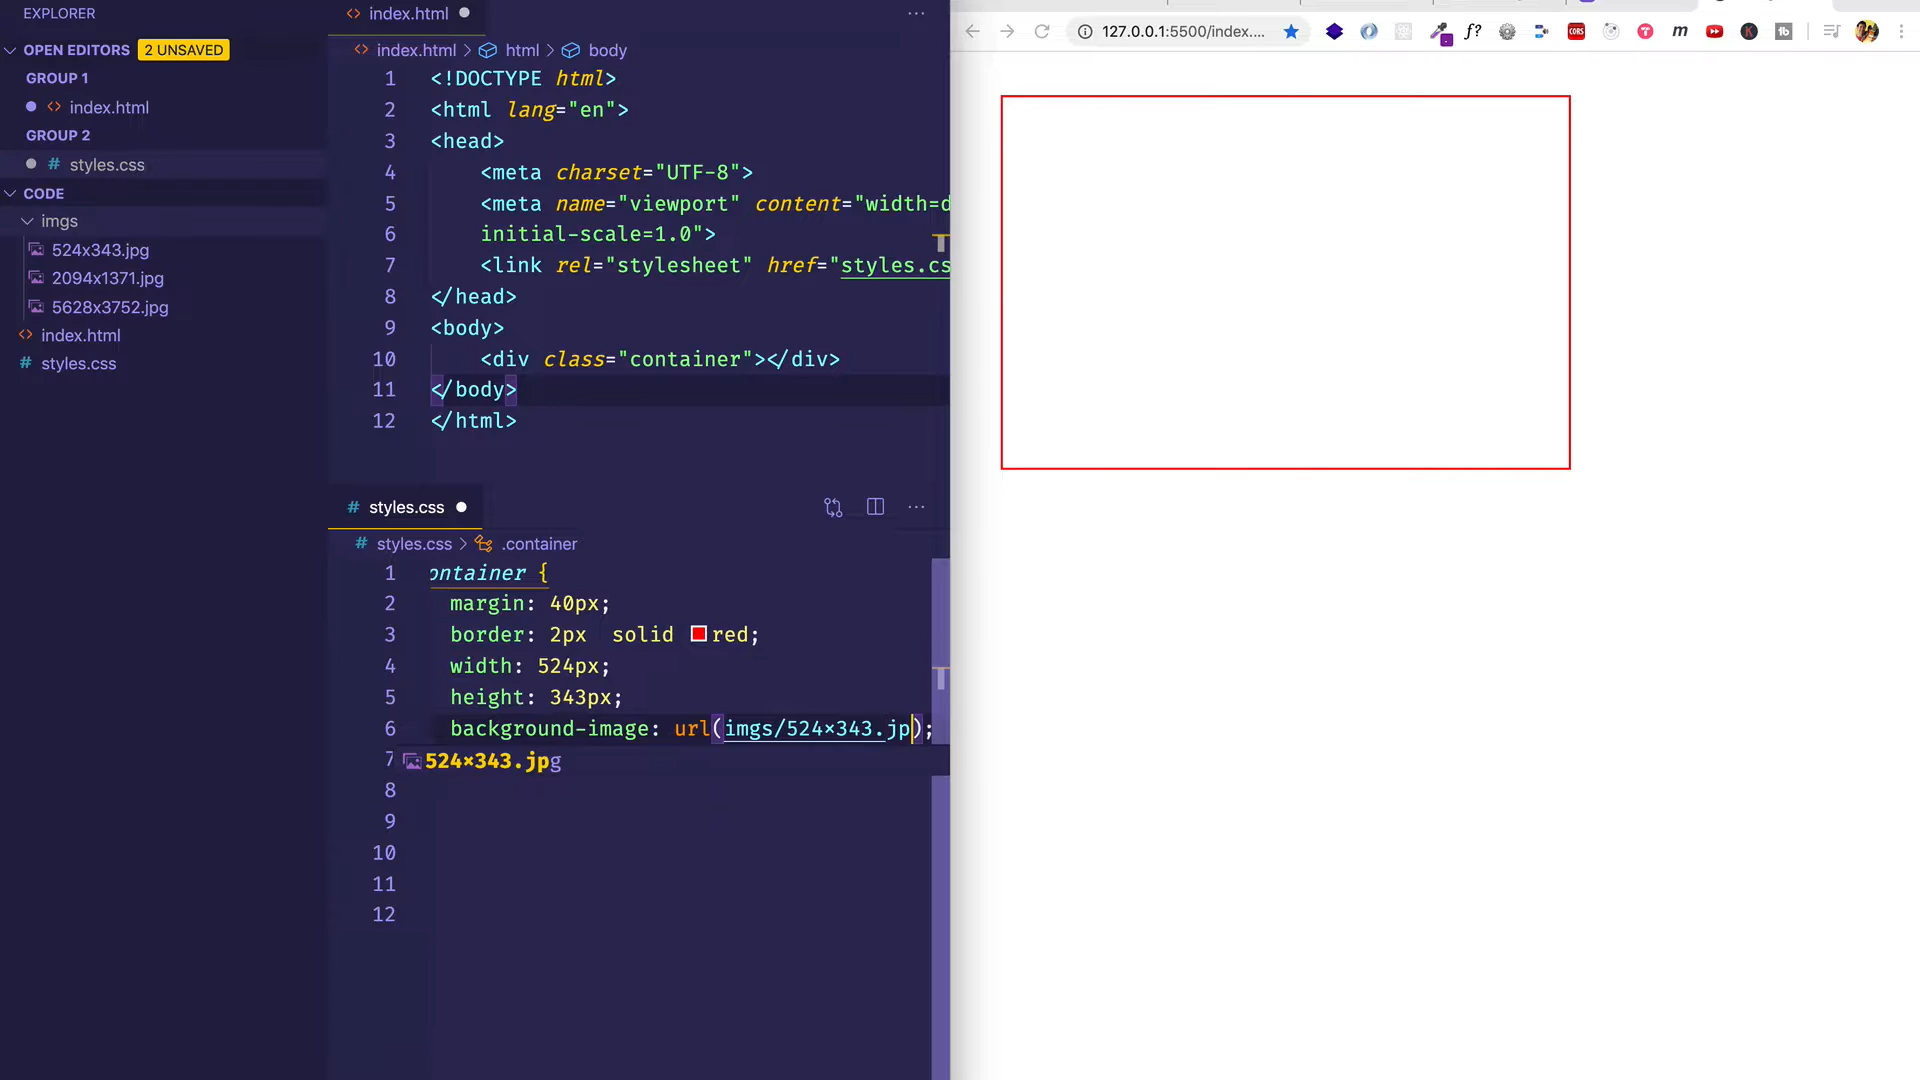 EXPLORER
OPEN EDITORS 2 UNSAVED
GROUP 1
index.html
GROUP 2
styles.css
CODE
imgs
524x343.jpg
2094x1371.jpg
5628x3752.jpg
index.html
styles.css
index.html
index.html > html > body
1 <!DOCTYPE html>
2 <html lang="en">
3 <head>
4 <meta charset="UTF-8">
5 <meta name="viewport" content="width=d
6 initial-scale=1.0">
7 <link rel="stylesheet" href="styles.cs
8 </head>
9 <body>
10 <div class="container"></div>
11 </body>
12 </html>
# styles.css
# styles.css > .container
1 ontainer {
2 margin: 40px;
3 border: 2px  solid red;
4 width: 524px;
5 height: 343px;
6 background-image: url(imgs/524×343.jp);
7 524×343.jpg
8
9
10
11
12
127.0.0.1:5500/index....
f?
CORS
T
m
K
tb